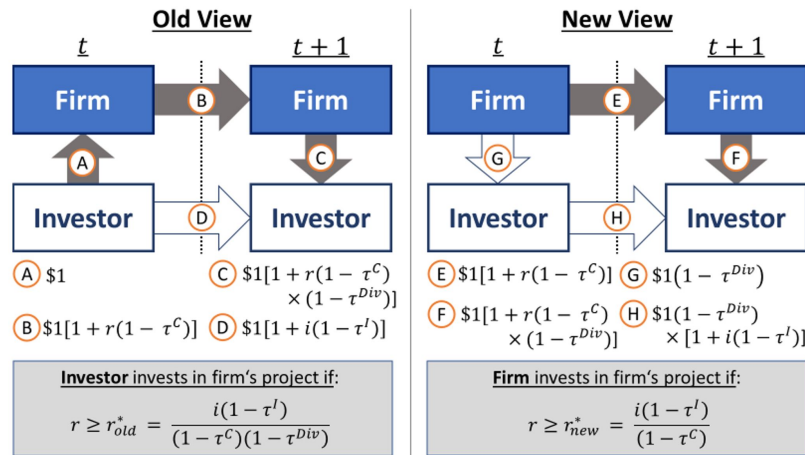 Old View
t
t + 1
Firm
B
Firm
A
C
Investor
D
Investor
A $1
C $1[1 + r(1 − τ^C)
× (1 − τ^Div)]
B $1[1 + r(1 − τ^C)]
D $1[1 + i(1 − τ^I)]
Investor invests in firm's project if:
r ≥ r*_old = i(1 − τ^I) / (1 − τ^C)(1 − τ^Div)
New View
t
t + 1
Firm
E
Firm
G
F
Investor
H
Investor
E $1[1 + r(1 − τ^C)]
G $1(1 − τ^Div)
F $1[1 + r(1 − τ^C)
× (1 − τ^Div)]
H $1(1 − τ^Div)
× [1 + i(1 − τ^I)]
Firm invests in firm's project if:
r ≥ r*_new = i(1 − τ^I) / (1 − τ^C)